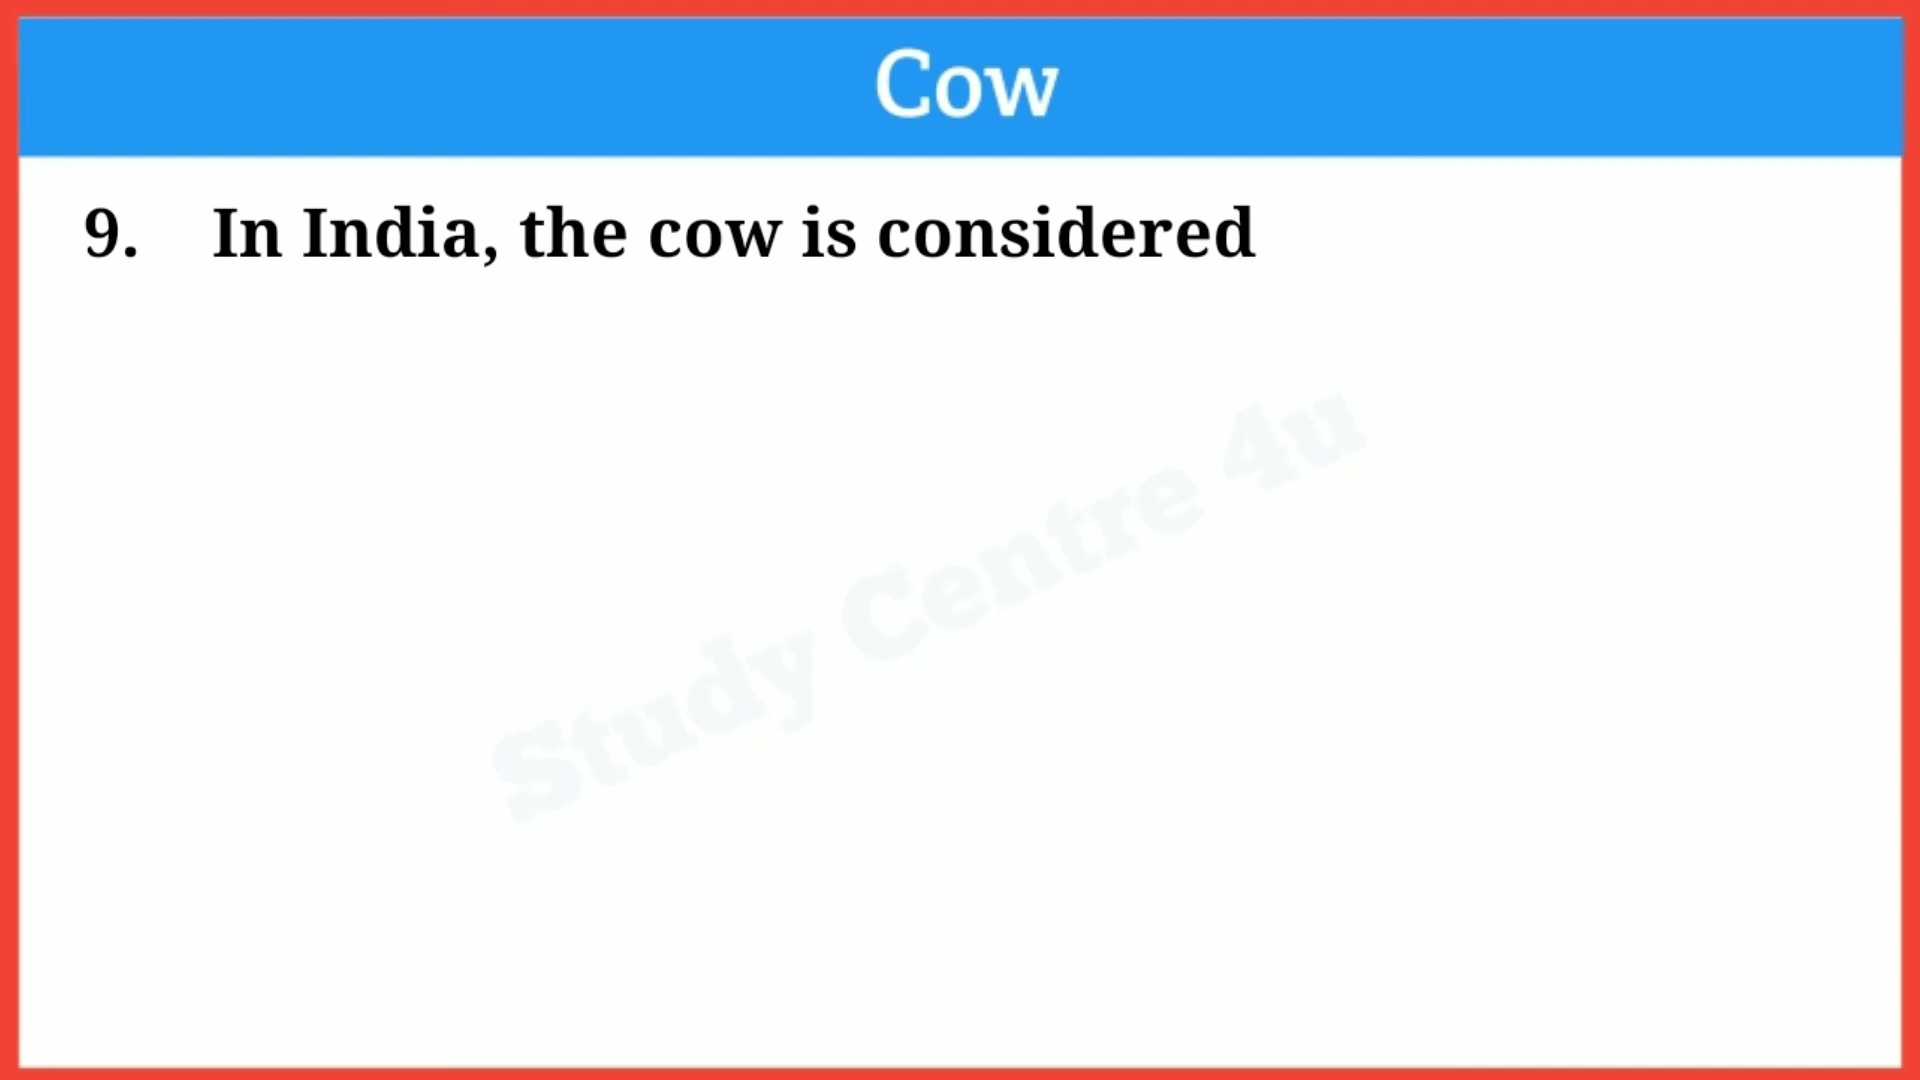 Cow
9. In India, the cow is considered
Study Centre 4u